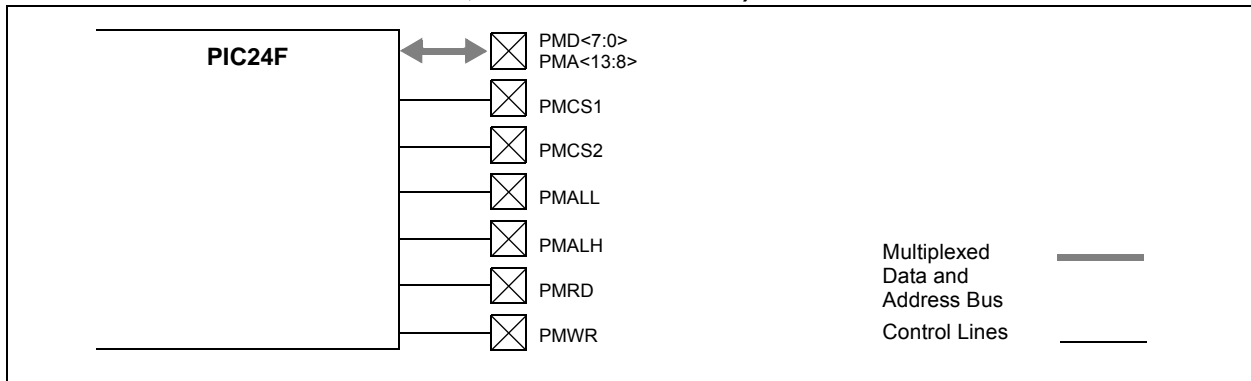 PIC24F
PMD<7:0>
PMA<13:8>
PMCS1
PMCS2
PMALL
PMALH
PMRD
PMWR
Multiplexed
Data and
Address Bus
Control Lines